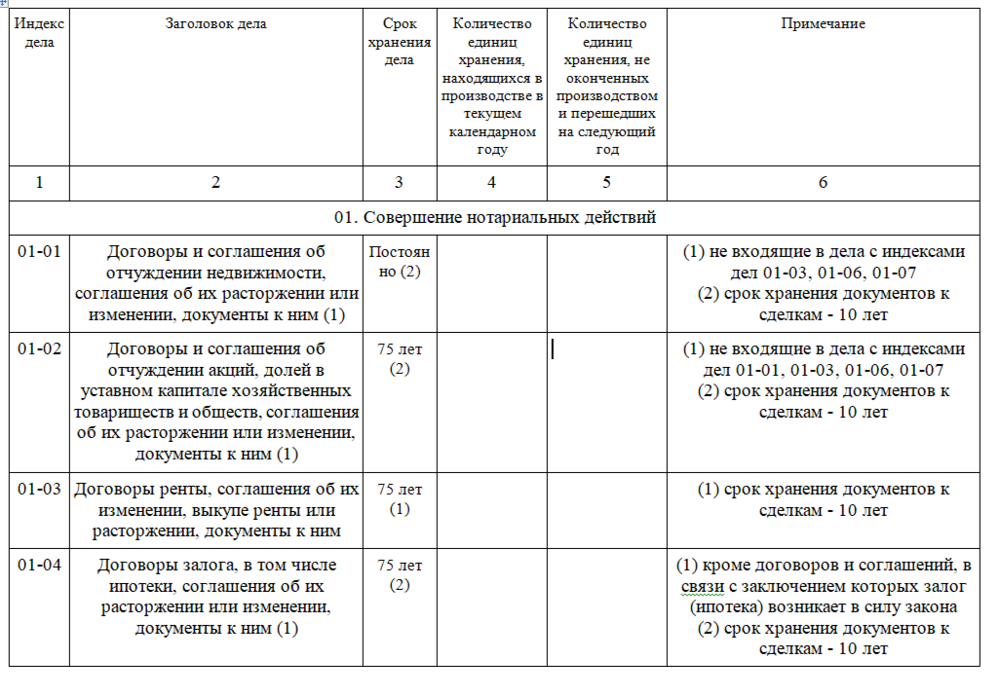 Индекс дела
Заголовок дела
Срок хранения дела
Количество единиц хранения, находящихся в производстве в текущем календарном году
Количество единиц хранения, не оконченных производством и перешедших на следующий год
Примечание
1
2
3
4
5
6
01. Совершение нотариальных действий
01-01
Договоры и соглашения об
отчуждении недвижимости,
соглашения об их расторжении или
изменении, документы к ним (1)
Постоян
но (2)
(1) не входящие в дела с индексами
дел 01-03, 01-06, 01-07
(2) срок хранения документов к
сделкам - 10 лет
01-02
Договоры и соглашения об
отчуждении акций, долей в
уставном капитале хозяйственных
товариществ и обществ, соглашения
об их расторжении или изменении,
документы к ним (1)
75 лет
(2)
(1) не входящие в дела с индексами
дел 01-01, 01-03, 01-06, 01-07
(2) срок хранения документов к
сделкам - 10 лет
01-03
Договоры ренты, соглашения об их
изменении, выкупе ренты или
расторжении, документы к ним
75 лет
(1)
(1) срок хранения документов к
сделкам - 10 лет
01-04
Договоры залога, в том числе
ипотеки, соглашения об их
расторжении или изменении,
документы к ним (1)
75 лет
(2)
(1) кроме договоров и соглашений, в
связи с заключением которых залог
(ипотека) возникает в силу закона
(2) срок хранения документов к
сделкам - 10 лет